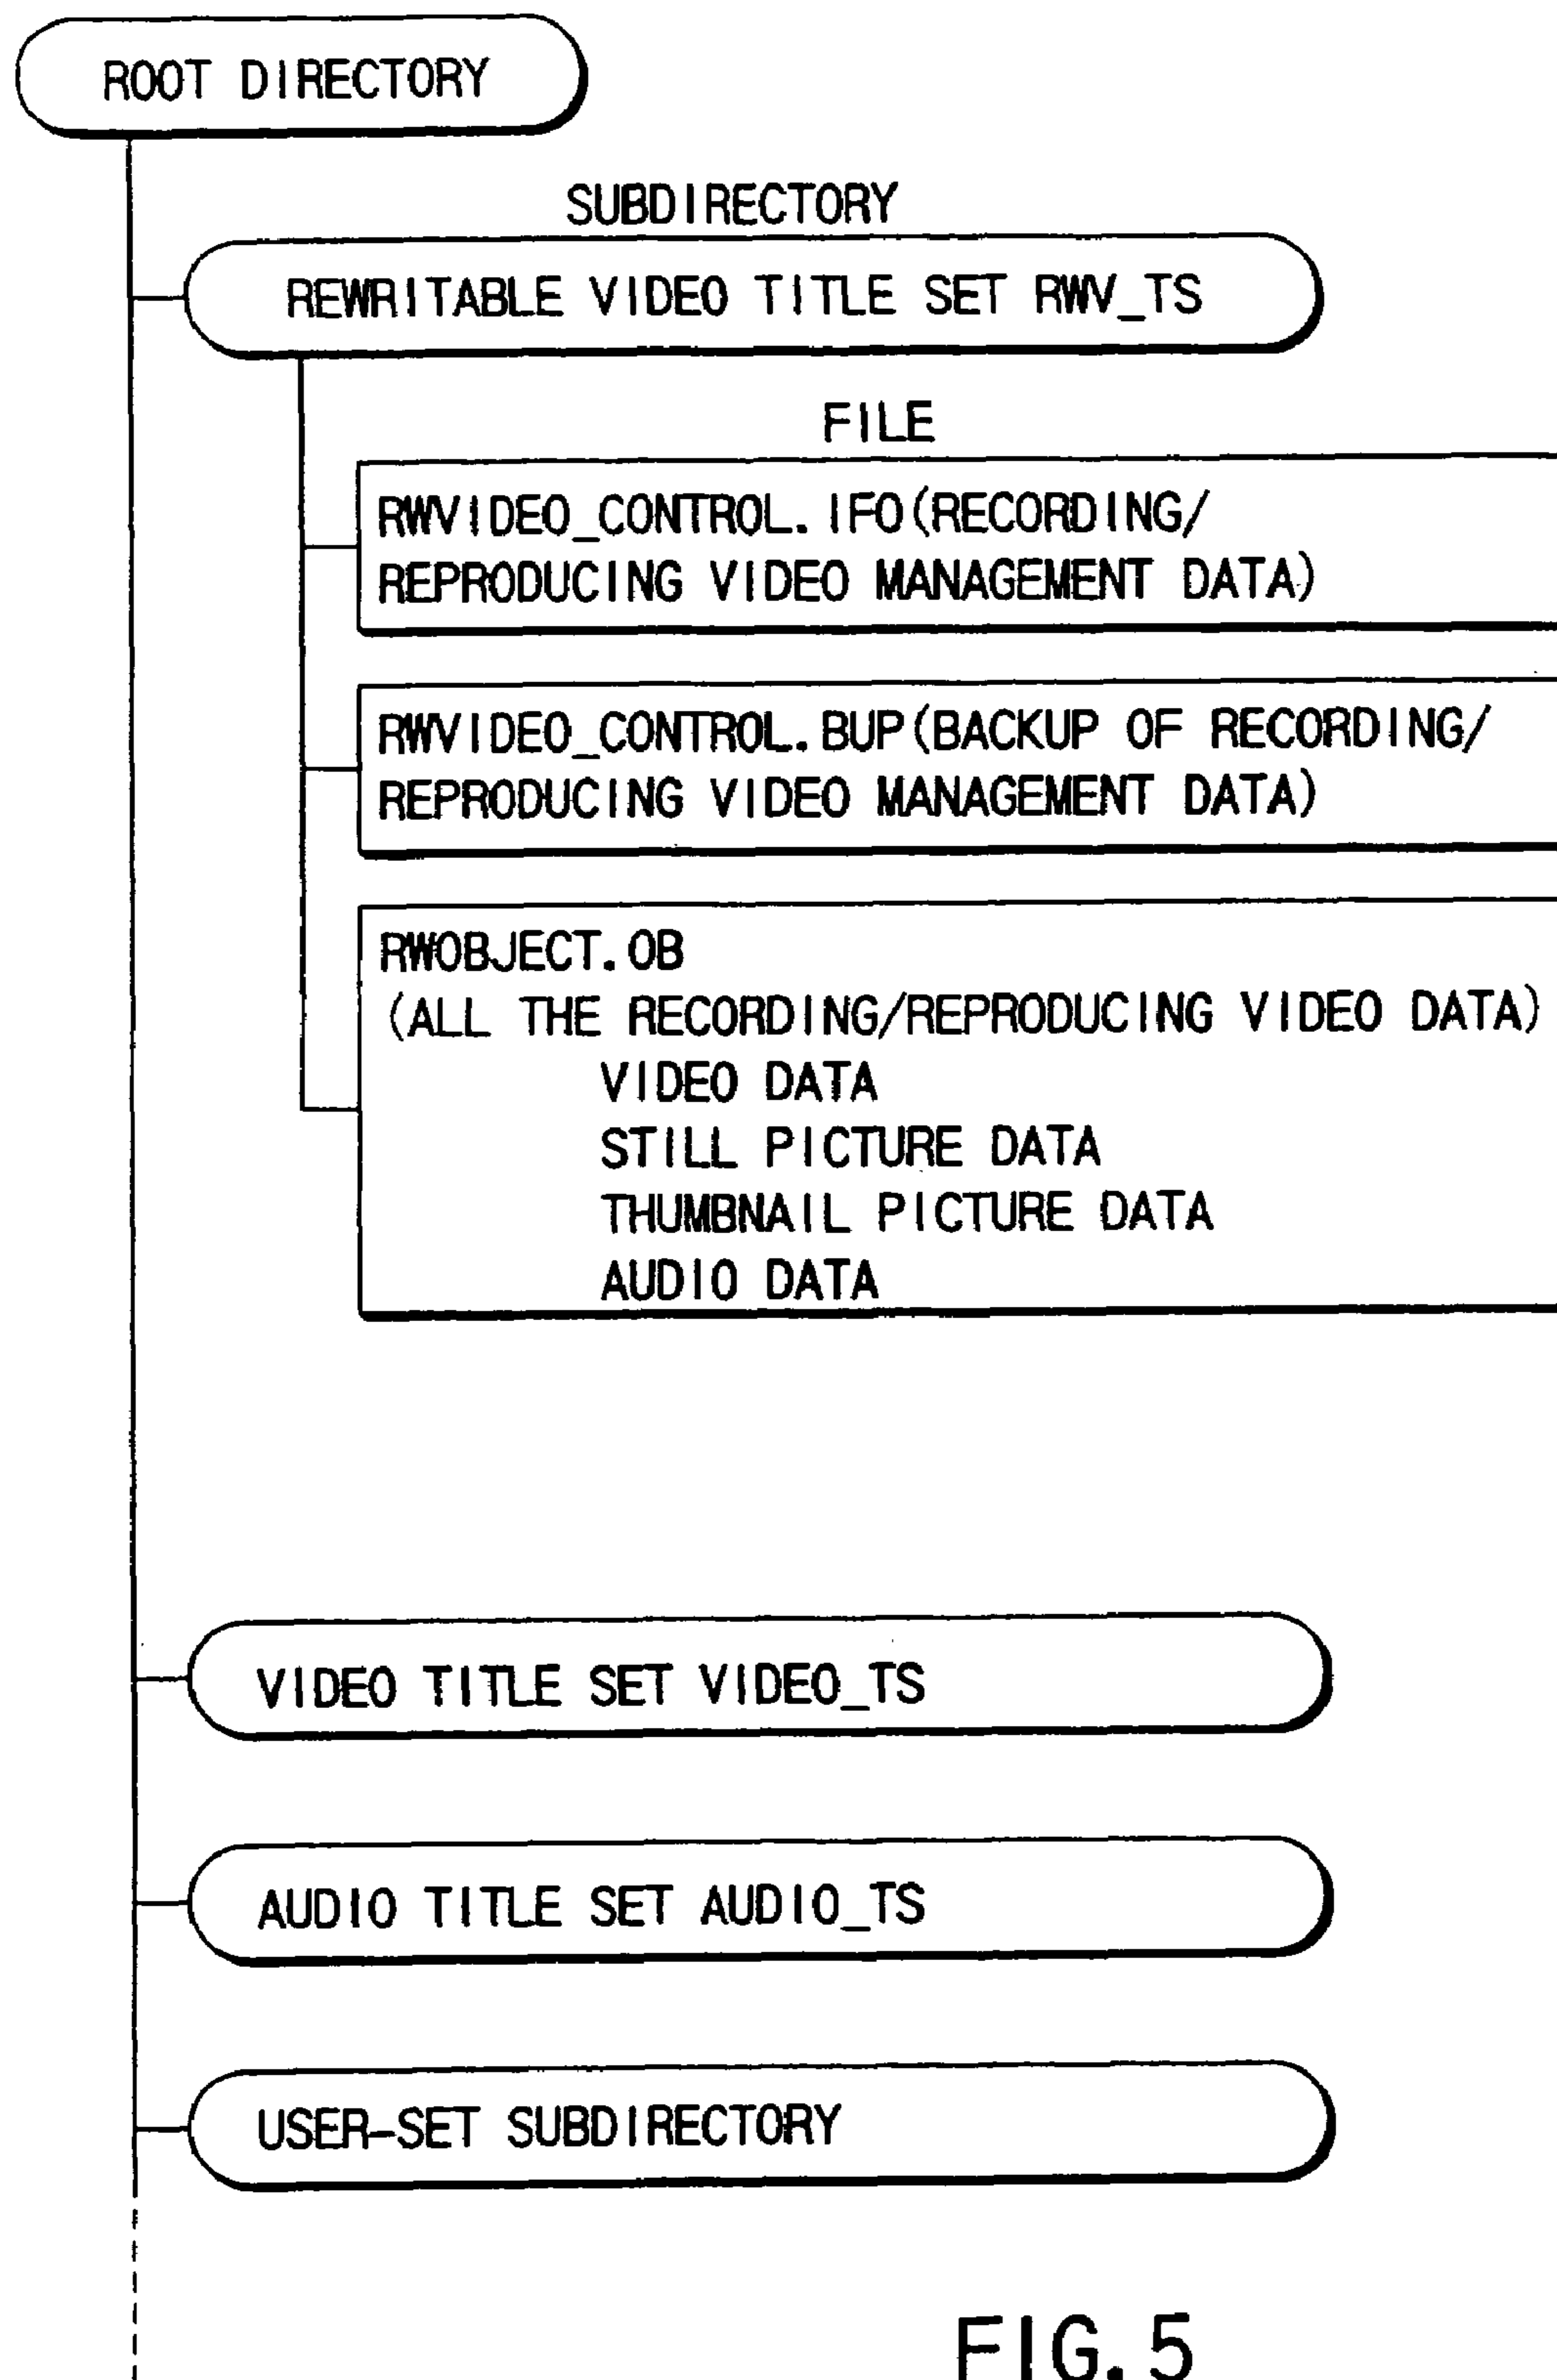 ROOT DIRECTORY
SUBDIRECTORY
REWRITABLE VIDEO TITLE SET RWV_TS
FILE
RWVIDEO_CONTROL.IFO(RECORDING/
REPRODUCING VIDEO MANAGEMENT DATA)
RWVIDEO_CONTROL.BUP(BACKUP OF RECORDING/
REPRODUCING VIDEO MANAGEMENT DATA)
RWOBJECT.OB
(ALL THE RECORDING/REPRODUCING VIDEO DATA)
VIDEO DATA
STILL PICTURE DATA
THUMBNAIL PICTURE DATA
AUDIO DATA
VIDEO TITLE SET VIDEO_TS
AUDIO TITLE SET AUDIO_TS
USER-SET SUBDIRECTORY
FIG.5